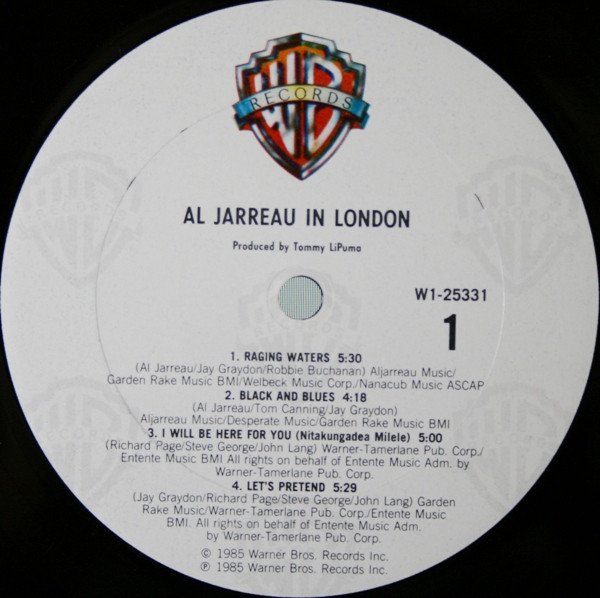 WB
RECORDS
AL JARREAU IN LONDON
Produced by Tommy LiPuma
W1-25331
1
1. RAGING WATERS 5:30
(Al Jarreau/Jay Graydon/Robbie Buchanan) Aljarreau Music/
Garden Rake Music BMI/Welbeck Music Corp./Nanacub Music ASCAP
2. BLACK AND BLUES 4:18
(Al Jarreau/Tom Canning/Jay Graydon)
Aljarreau Music/Desperate Music/Garden Rake Music BMI
3. I WILL BE HERE FOR YOU (Nitakungadea Milele) 5:00
(Richard Page/Steve George/John Lang) Warner-Tamerlane Pub. Corp./
Entente Music BMI All rights on behalf of Entente Music Adm. by
Warner-Tamerlane Pub. Corp.
4. LET'S PRETEND 5:29
(Jay Graydon/Richard Page/Steve George/John Lang) Garden
Rake Music/Warner-Tamerlane Pub. Corp./Entente Music
BMI. All rights on behalf of Entente Music Adm.
by Warner-Tamerlane Pub. Corp.
© 1985 Warner Bros. Records Inc.
℗ 1985 Warner Bros. Records Inc.